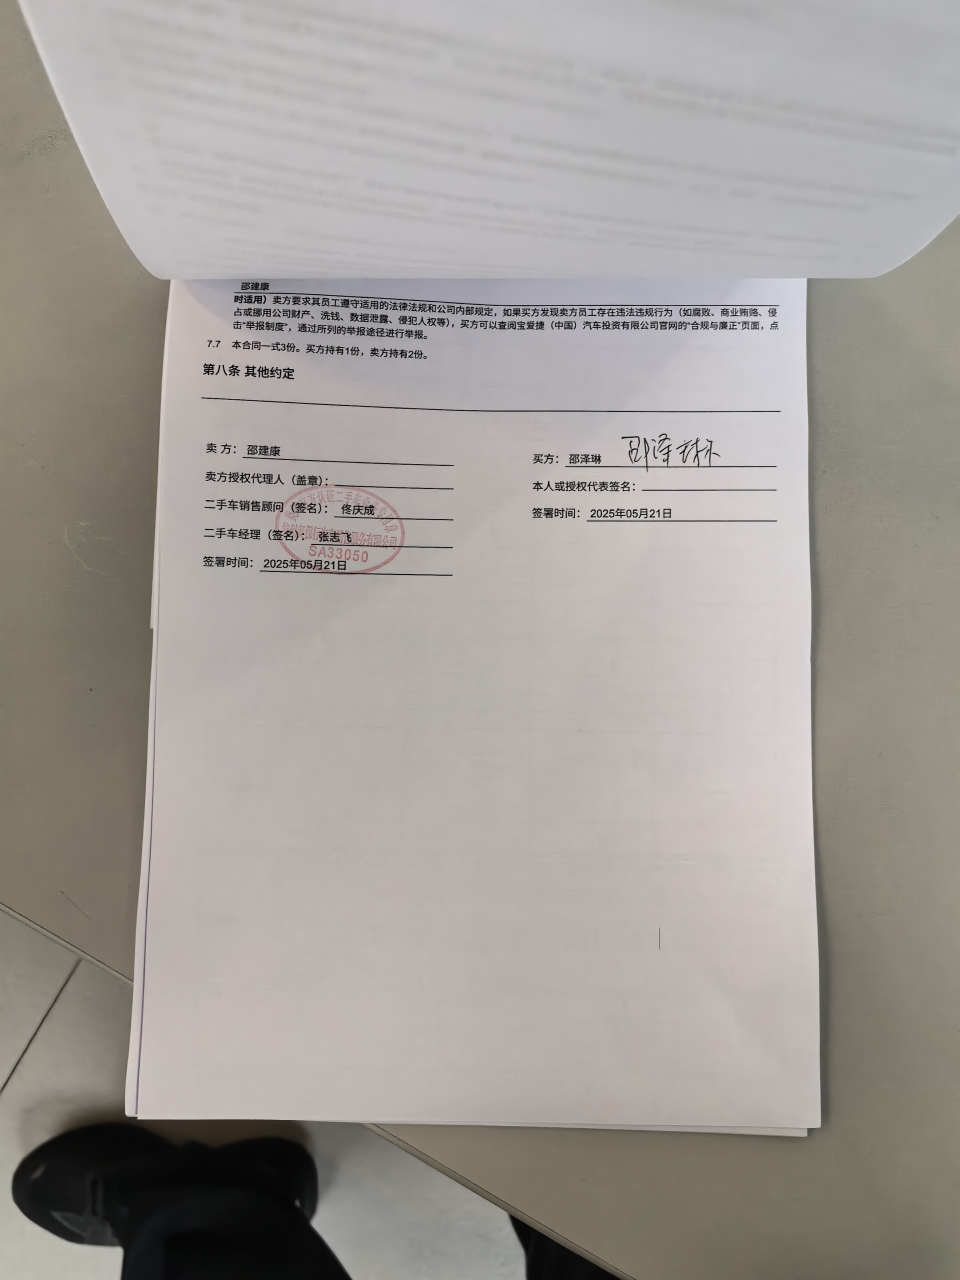 邵建康
时适用）卖方要求其员工遵守适用的法律法规和公司内部规定，如果买方发现卖方员工存在违法违规行为（如腐败、商业贿赂、侵
占或挪用公司财产、洗钱、数据泄露、侵犯人权等），买方可以查阅宝爱捷（中国）汽车投资有限公司官网的“合规与廉正”页面，点
击“举报制度”，通过所列的举报途径进行举报。
7.7 本合同一式3份。买方持有1份，卖方持有2份。
第八条 其他约定
卖 方： 邵建康
卖方授权代理人（盖章）：
二手车销售顾问（签名）： 佟庆成
二手车经理（签名）： 张志飞
签署时间： 2025年05月21日
买方： 邵泽琳 邵泽琳
本人或授权代表签名：
签署时间： 2025年05月21日
SA33050